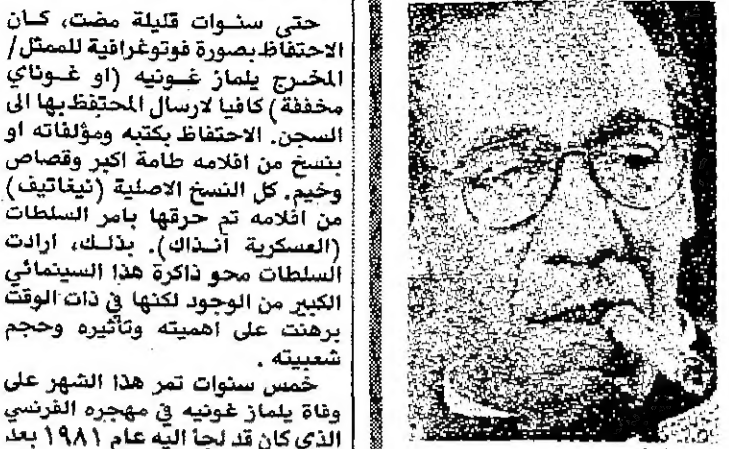 حتى سنوات قليلة مضت، كان
الاحتفاظ بصورة فوتوغرافية للممثل/
المخرج يلماز غونيه (او غوناي
مخففة) كافيا لارسال المحتفظ بها الى
السجن. الاحتفاظ بكتبه ومؤلفاته او
بنسخ من افلامه طامة اكبر وقصاص
وخيم. كل النسخ الاصلية (نيغاتيف)
من افلامه تم حرقها بامر السلطات
(العسكرية آنذاك). بذلك، ارادت
السلطات محو ذاكرة هذا السينمائي
الكبير من الوجود لكنها في ذات الوقت
برهنت على اهميته وتأثيره وحجم
شعبيته .
خمس سنوات تمر هذا الشهر على
وفاة يلماز غونيه في مهجره الفرنسي
الذي كان قد لجا اليه عام ١٩٨١ بعد